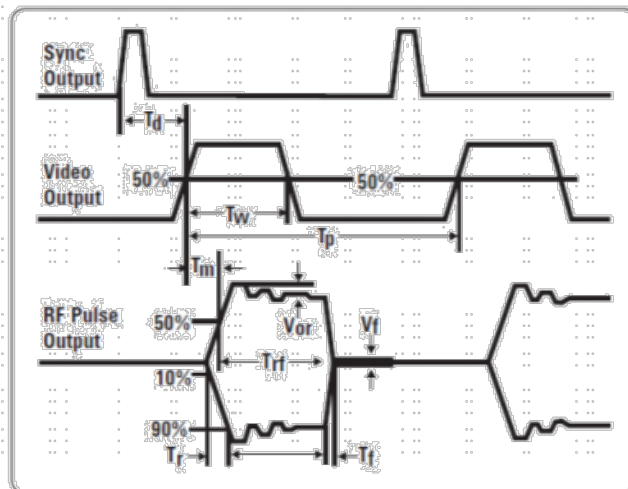 Sync
Output
Td
Video
Output
50%
50%
Tw
Tp
Tm
RF Pulse
Output
50%
Vor
Vf
Trf
10%
90%
Tr
Tf